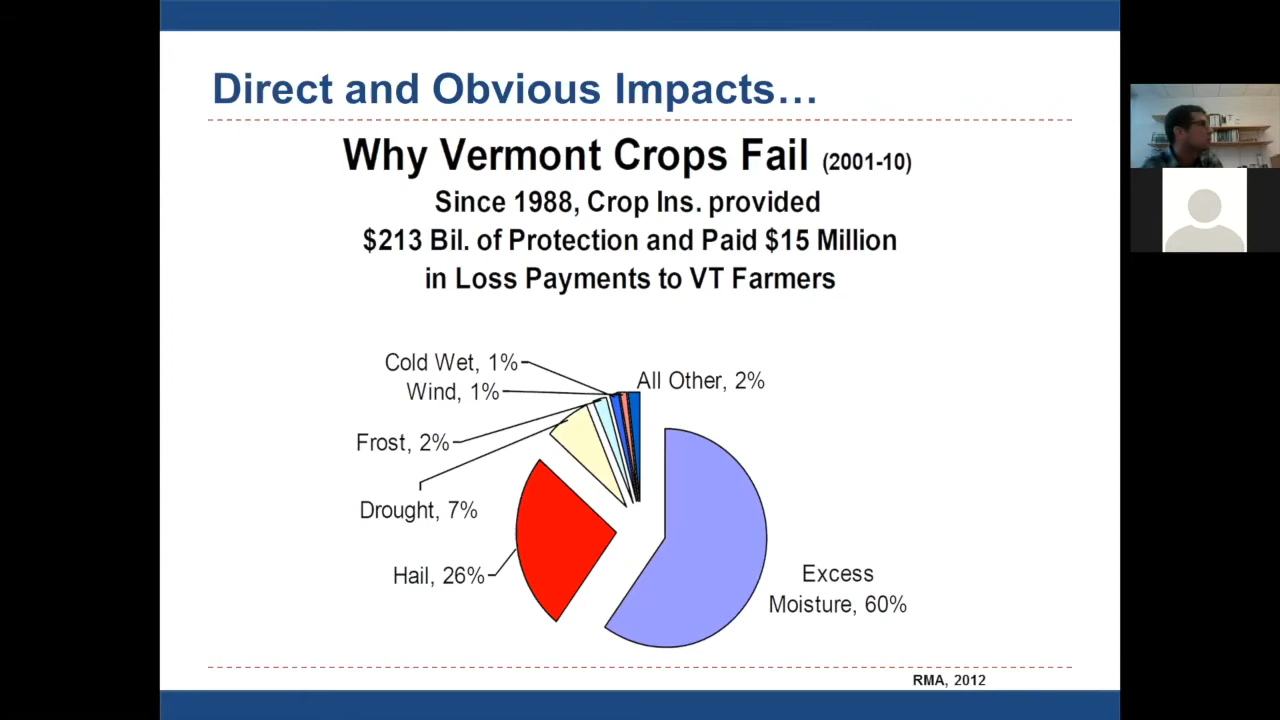 Direct and Obvious Impacts…
Why Vermont Crops Fail (2001-10)
Since 1988, Crop Ins. provided
$213 Bil. of Protection and Paid $15 Million
in Loss Payments to VT Farmers
Cold Wet, 1%
All Other, 2%
Wind, 1%
Frost, 2%
Drought, 7%
Hail, 26%
Excess
Moisture, 60%
RMA, 2012